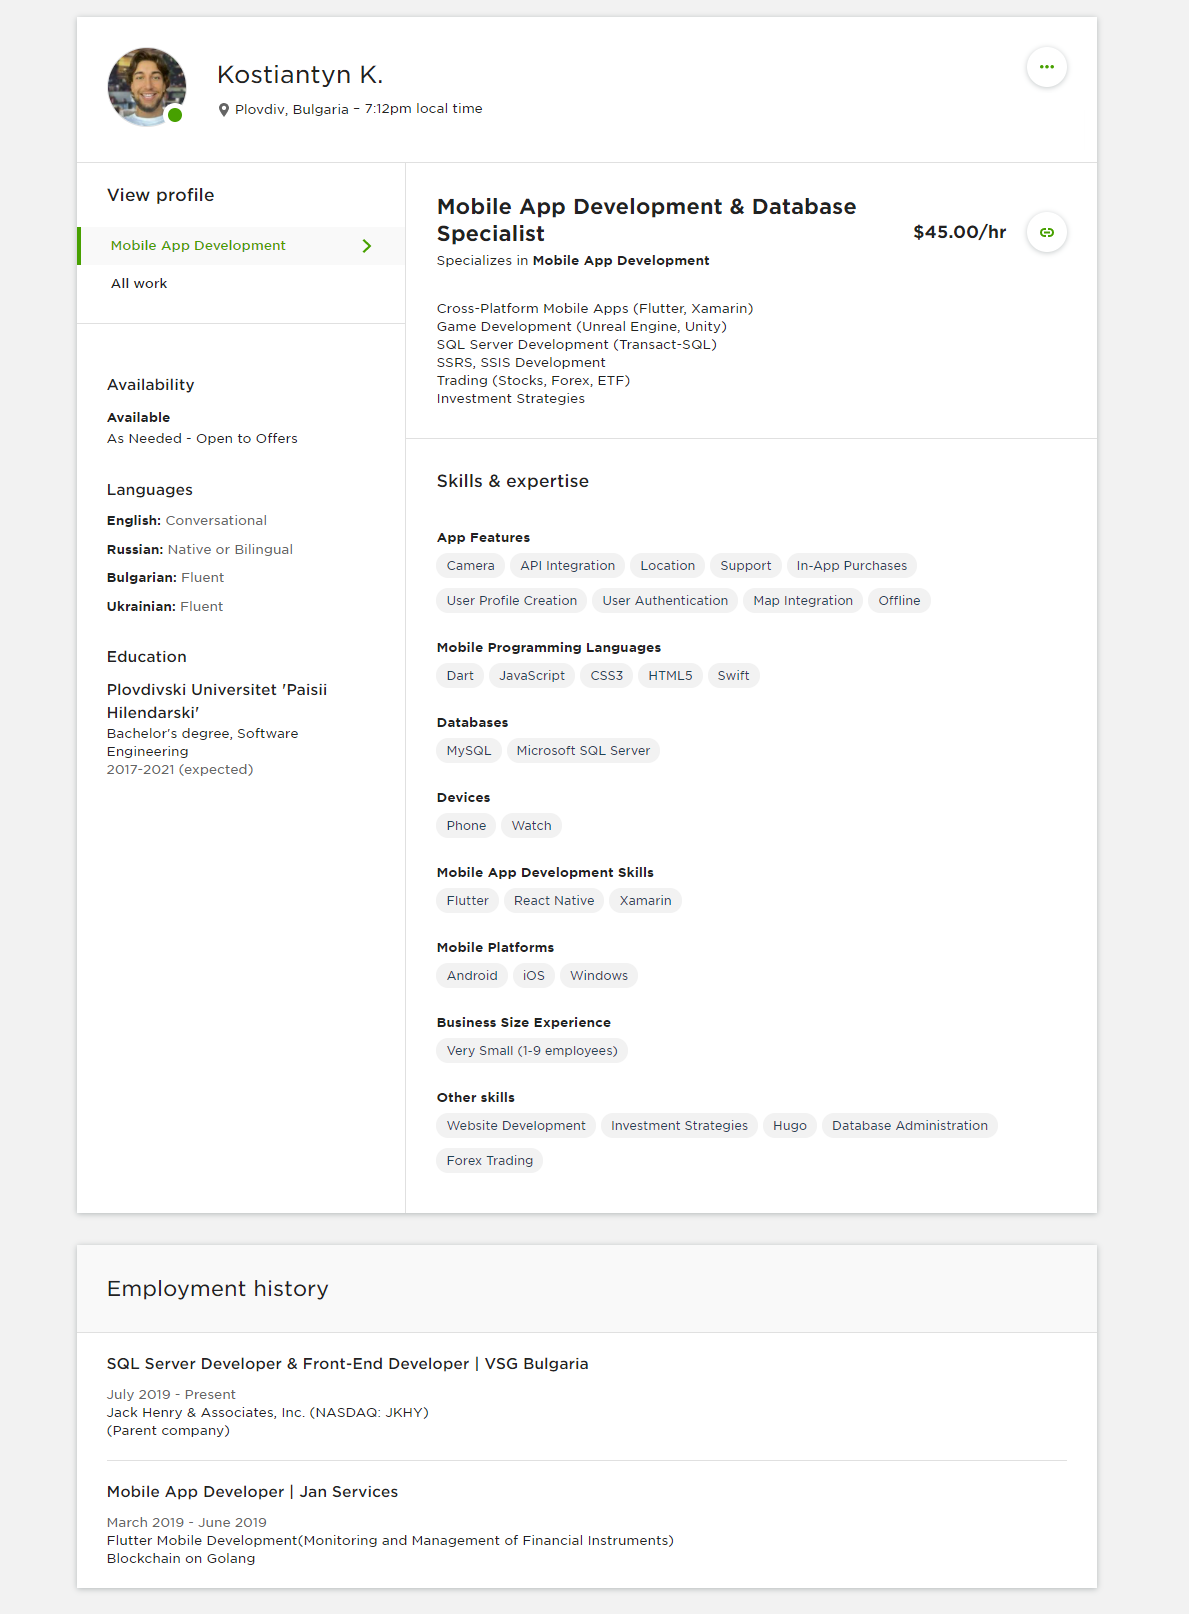 Kostiantyn K.
Plovdiv, Bulgaria – 7:12pm local time
View profile
Mobile App Development
All work
Availability
Available
As Needed - Open to Offers
Languages
English: Conversational
Russian: Native or Bilingual
Bulgarian: Fluent
Ukrainian: Fluent
Education
Plovdivski Universitet 'Paisii
Hilendarski'
Bachelor's degree, Software
Engineering
2017-2021 (expected)
Mobile App Development & Database
Specialist
$45.00/hr
Specializes in Mobile App Development
Cross-Platform Mobile Apps (Flutter, Xamarin)
Game Development (Unreal Engine, Unity)
SQL Server Development (Transact-SQL)
SSRS, SSIS Development
Trading (Stocks, Forex, ETF)
Investment Strategies
Skills & expertise
App Features
Camera API Integration Location Support In-App Purchases
User Profile Creation User Authentication Map Integration Offline
Mobile Programming Languages
Dart JavaScript CSS3 HTML5 Swift
Databases
MySQL Microsoft SQL Server
Devices
Phone Watch
Mobile App Development Skills
Flutter React Native Xamarin
Mobile Platforms
Android iOS Windows
Business Size Experience
Very Small (1-9 employees)
Other skills
Website Development Investment Strategies Hugo Database Administration
Forex Trading
Employment history
SQL Server Developer & Front-End Developer | VSG Bulgaria
July 2019 - Present
Jack Henry & Associates, Inc. (NASDAQ: JKHY)
(Parent company)
Mobile App Developer | Jan Services
March 2019 - June 2019
Flutter Mobile Development(Monitoring and Management of Financial Instruments)
Blockchain on Golang